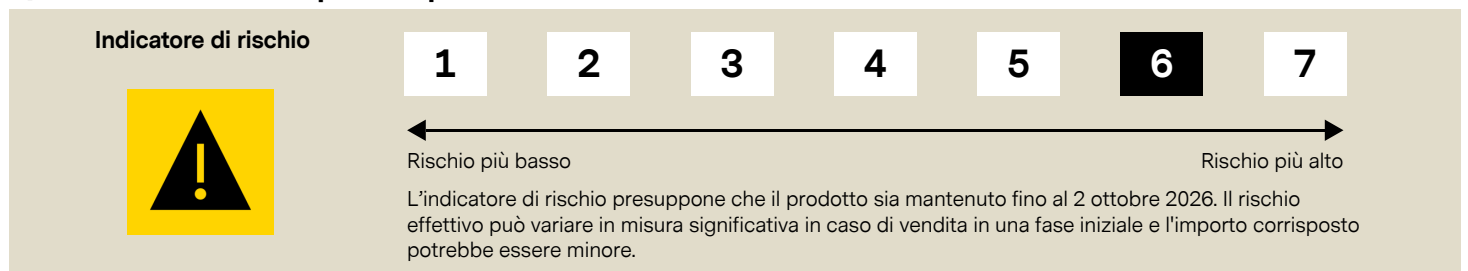 Indicatore di rischio
1 2 3 4 5 6 7
Rischio più basso Rischio più alto
L'indicatore di rischio presuppone che il prodotto sia mantenuto fino al 2 ottobre 2026. Il rischio
effettivo può variare in misura significativa in caso di vendita in una fase iniziale e l'importo corrisposto
potrebbe essere minore.